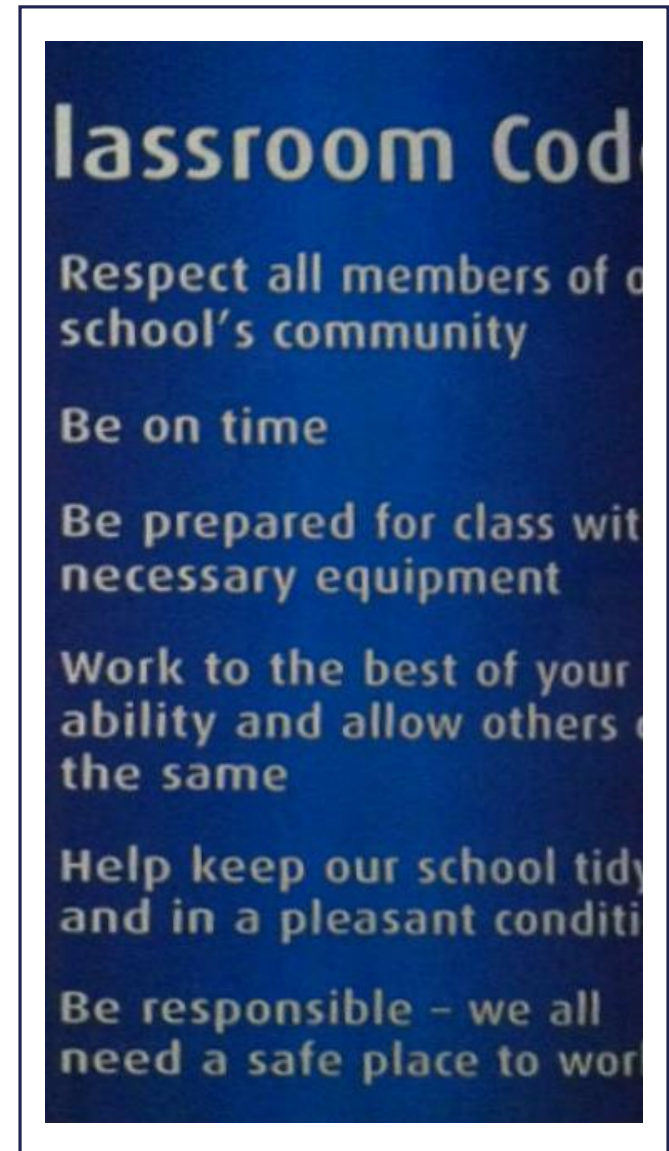 lassroom Cod
Respect all members of
school's community
Be on time
Be prepared for class wit
necessary equipment
Work to the best of your
ability and allow others
the same
Help keep our school tidy
and in a pleasant conditi
Be responsible – we all
need a safe place to wor